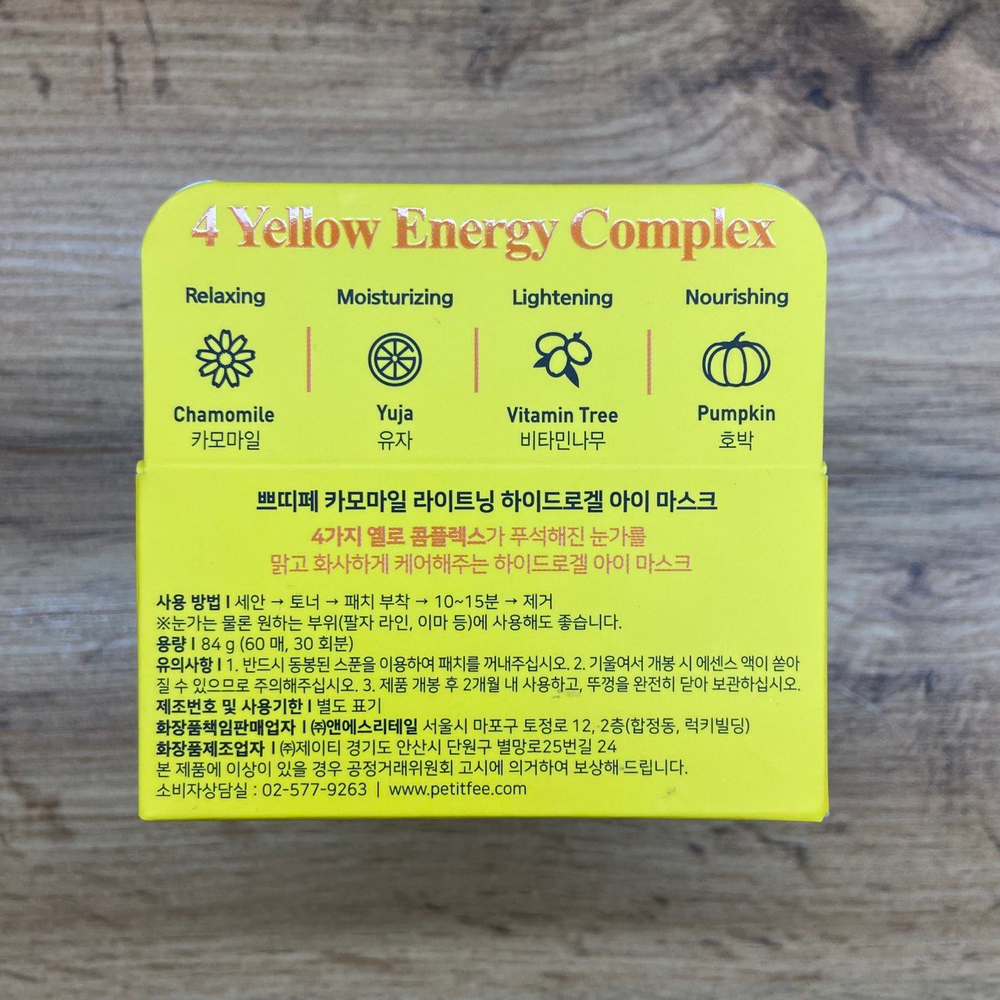 4 Yellow Energy Complex
Relaxing Moisturizing Lightening Nourishing
Chamomile Yuja Vitamin Tree Pumpkin
카모마일 유자 비타민나무 호박
쁘띠페 카모마일 라이트닝 하이드로겔 아이 마스크
4가지 옐로 콤플렉스가 푸석해진 눈가를
맑고 화사하게 케어해주는 하이드로겔 아이 마스크
사용 방법 | 세안 → 토너 → 패치 부착 → 10~15분 → 제거
※눈가는 물론 원하는 부위(팔자 라인, 이마 등)에 사용해도 좋습니다.
용량 | 84 g (60 매, 30 회분)
유의사항 | 1. 반드시 동봉된 스푼을 이용하여 패치를 꺼내주십시오. 2. 기울여서 개봉 시 에센스 액이 쏟아
질 수 있으므로 주의해주십시오. 3. 제품 개봉 후 2개월 내 사용하고, 뚜껑을 완전히 닫아 보관하십시오.
제조번호 및 사용기한 | 별도 표기
화장품책임판매업자 | ㈜앤에스리테일 서울시 마포구 토정로 12, 2층(합정동, 럭키빌딩)
화장품제조업자 | ㈜제이티 경기도 안산시 단원구 별망로25번길 24
본 제품에 이상이 있을 경우 공정거래위원회 고시에 의거하여 보상해 드립니다.
소비자상담실 : 02-577-9263 | www.petitfee.com